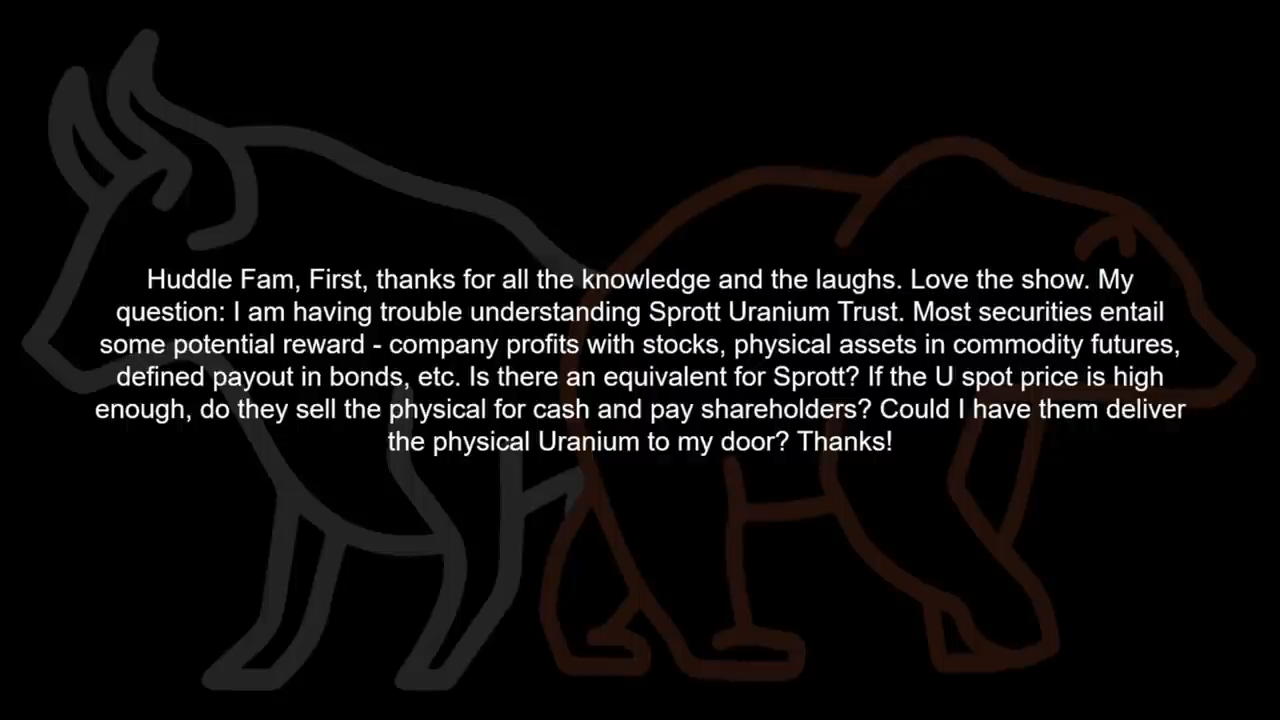 Huddle Fam, First, thanks for all the knowledge and the laughs. Love the show. My
question: I am having trouble understanding Sprott Uranium Trust. Most securities entail
some potential reward - company profits with stocks, physical assets in commodity futures,
defined payout in bonds, etc. Is there an equivalent for Sprott? If the U spot price is high
enough, do they sell the physical for cash and pay shareholders? Could I have them deliver
the physical Uranium to my door? Thanks!